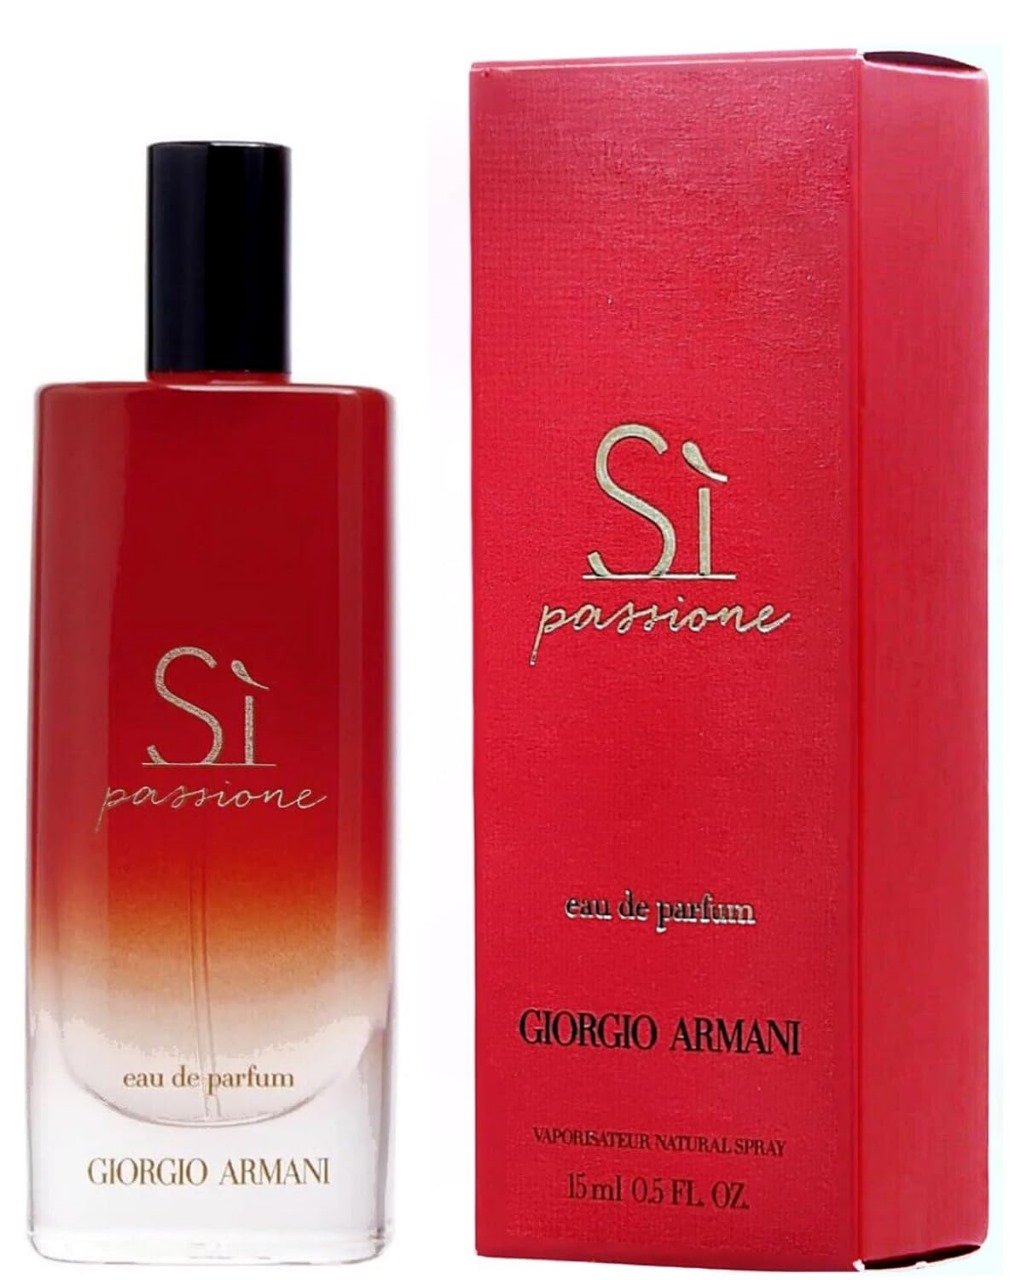 Sì
passione
eau de parfum
GIORGIO ARMANI
Sì
passione
eau de parfum
GIORGIO ARMANI
VAPORISATEUR NATURAL SPRAY
15 ml 0.5 FL. OZ.